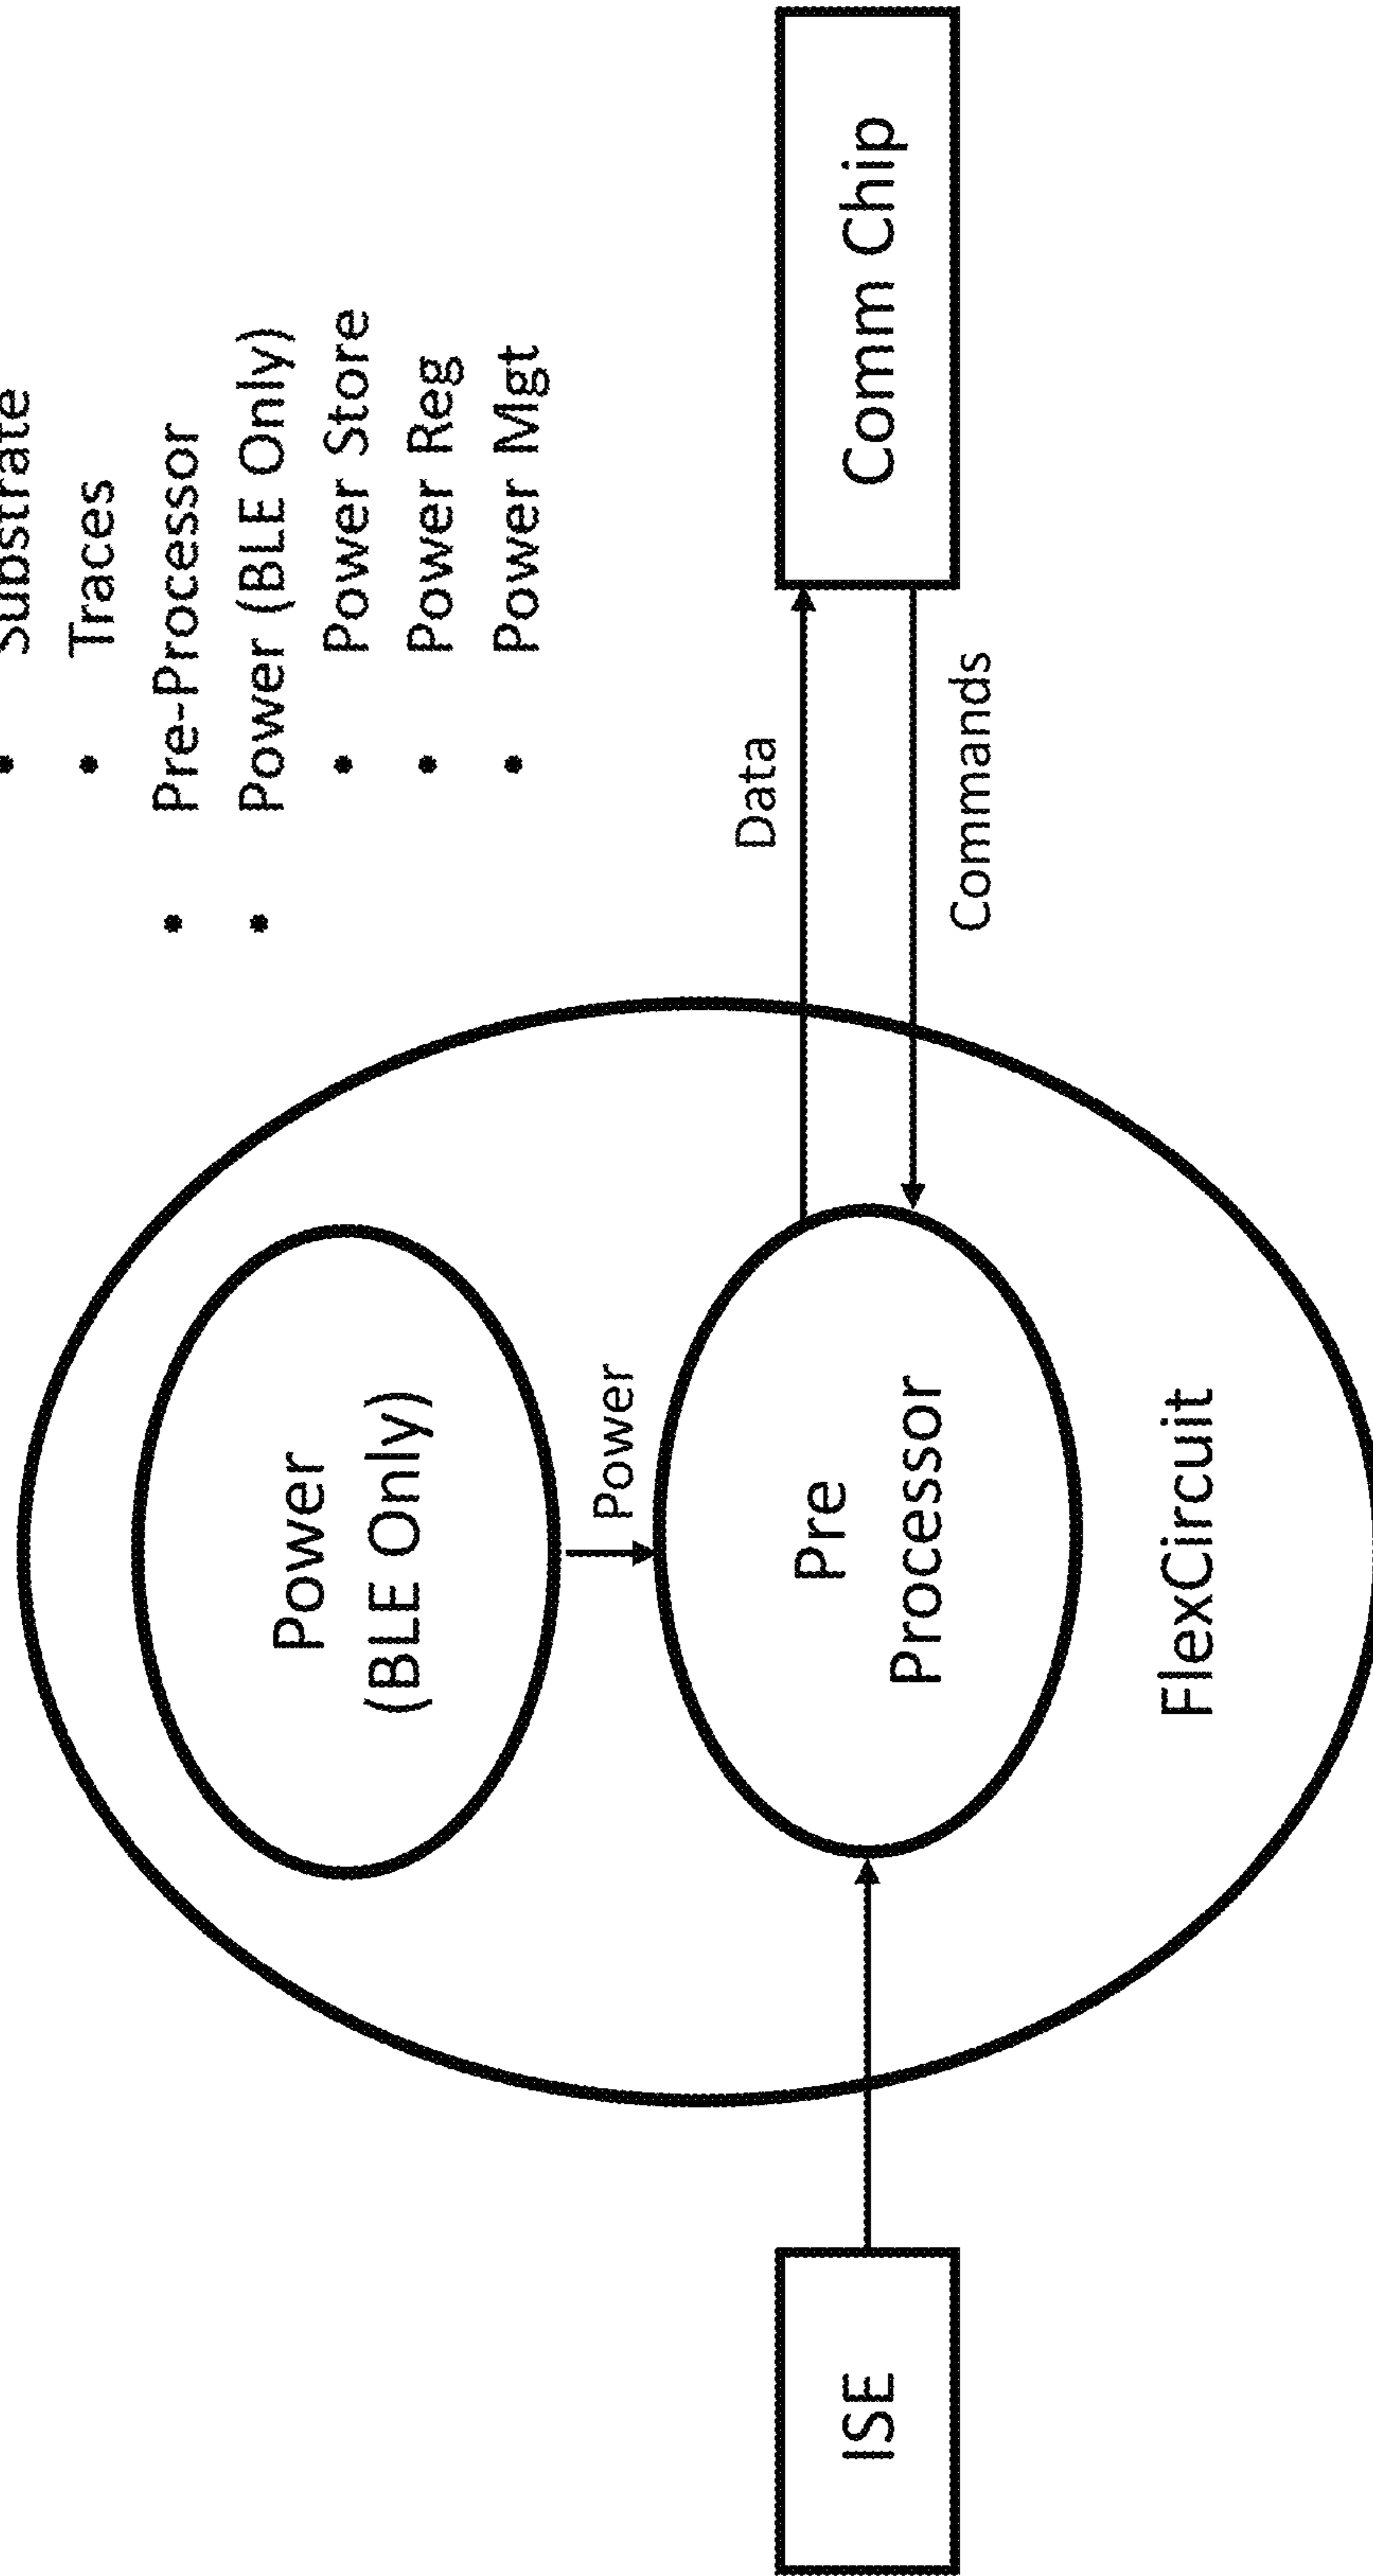 • Substrate
• Traces
• Pre-Processor
• Power (BLE Only)
• Power Store
• Power Reg
• Power Mgt
Power
(BLE Only)
Power
Pre
Processor
FlexCircuit
ISE
Data
Commands
Comm Chip